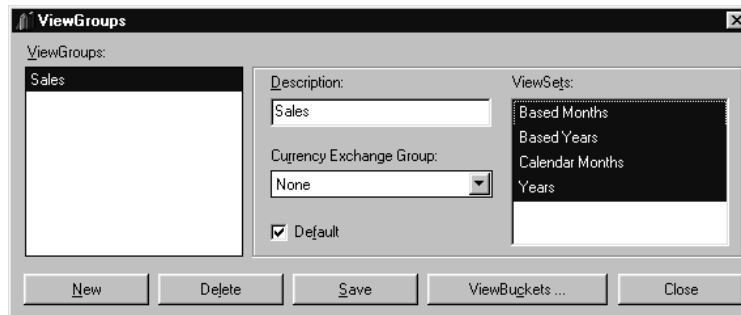 ViewGroups
ViewGroups:
Sales
Description:
Sales
Currency Exchange Group:
None
Default
ViewSets:
Based Months
Based Years
Calendar Months
Years
New
Delete
Save
ViewBuckets ...
Close